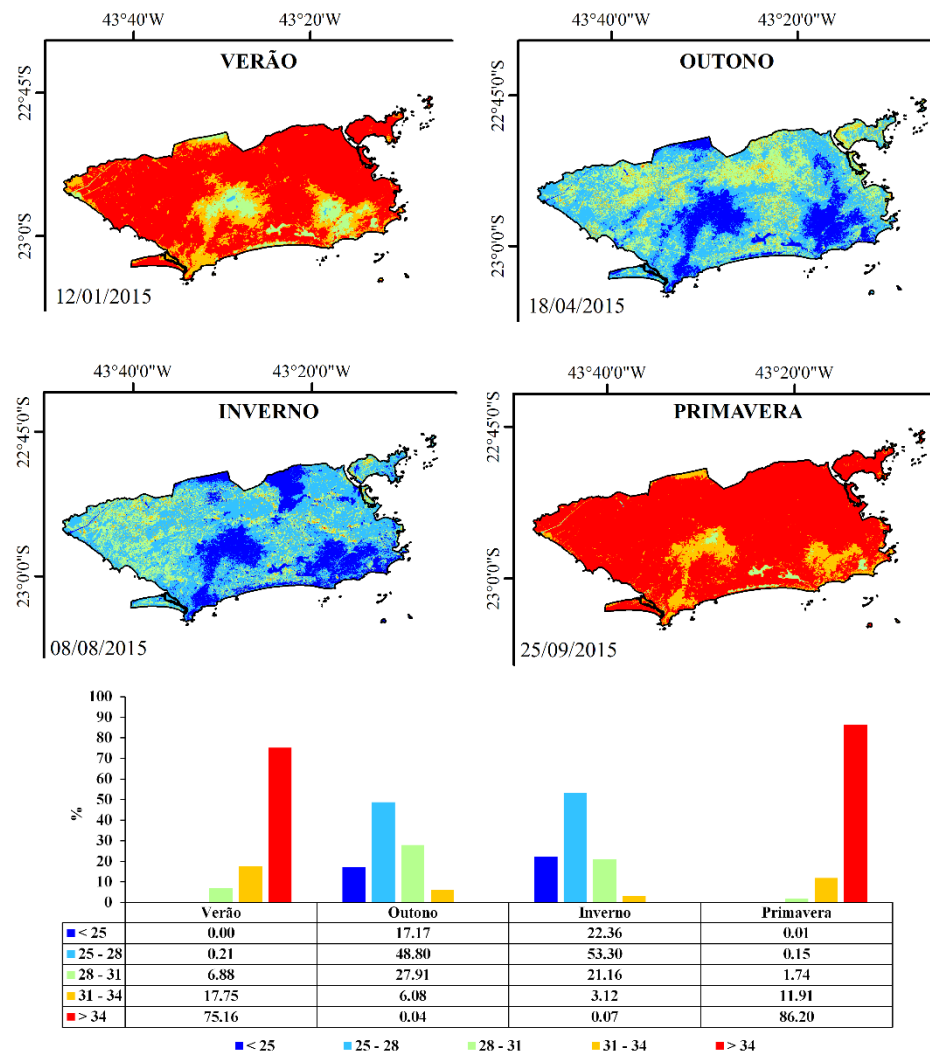 43°40'0"W 43°20'0"W
VERÃO
22°45'S
23°0'S
12/01/2015
43°40'0"W 43°20'0"W
OUTONO
22°45'0"S
23°0'0"S
18/04/2015
43°40'0"W 43°20'0"W
INVERNO
22°45'0"S
23°0'0"S
08/08/2015
43°40'0"W 43°20'0"W
PRIMAVERA
22°45'0"S
23°0'0"S
25/09/2015
%
100
90
80
70
60
50
40
30
20
10
0
Verão Outono Inverno Primavera
< 25 0.00 17.17 22.36 0.01
25 - 28 0.21 48.80 53.30 0.15
28 - 31 6.88 27.91 21.16 1.74
31 - 34 17.75 6.08 3.12 11.91
> 34 75.16 0.04 0.07 86.20
< 25 25 - 28 28 - 31 31 - 34 > 34